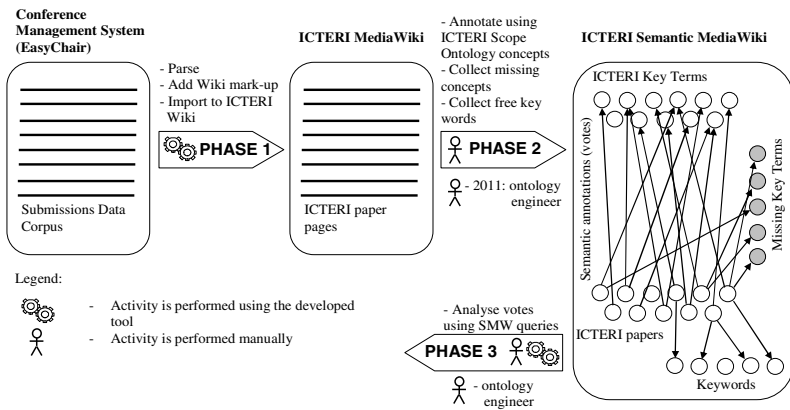 Conference
Management System
(EasyChair)
Submissions Data
Corpus
- Parse
- Add Wiki mark-up
- Import to ICTERI
Wiki
PHASE 1
ICTERI MediaWiki
ICTERI paper
pages
- Annotate using
ICTERI Scope
Ontology concepts
- Collect missing
concepts
- Collect free key
words
PHASE 2
- 2011: ontology
engineer
ICTERI Semantic MediaWiki
ICTERI Key Terms
Semantic annotations (votes)
Missing Key Terms
ICTERI papers
Keywords
- Analyse votes
using SMW queries
PHASE 3
- ontology
engineer
Legend:
- Activity is performed using the developed
tool
- Activity is performed manually